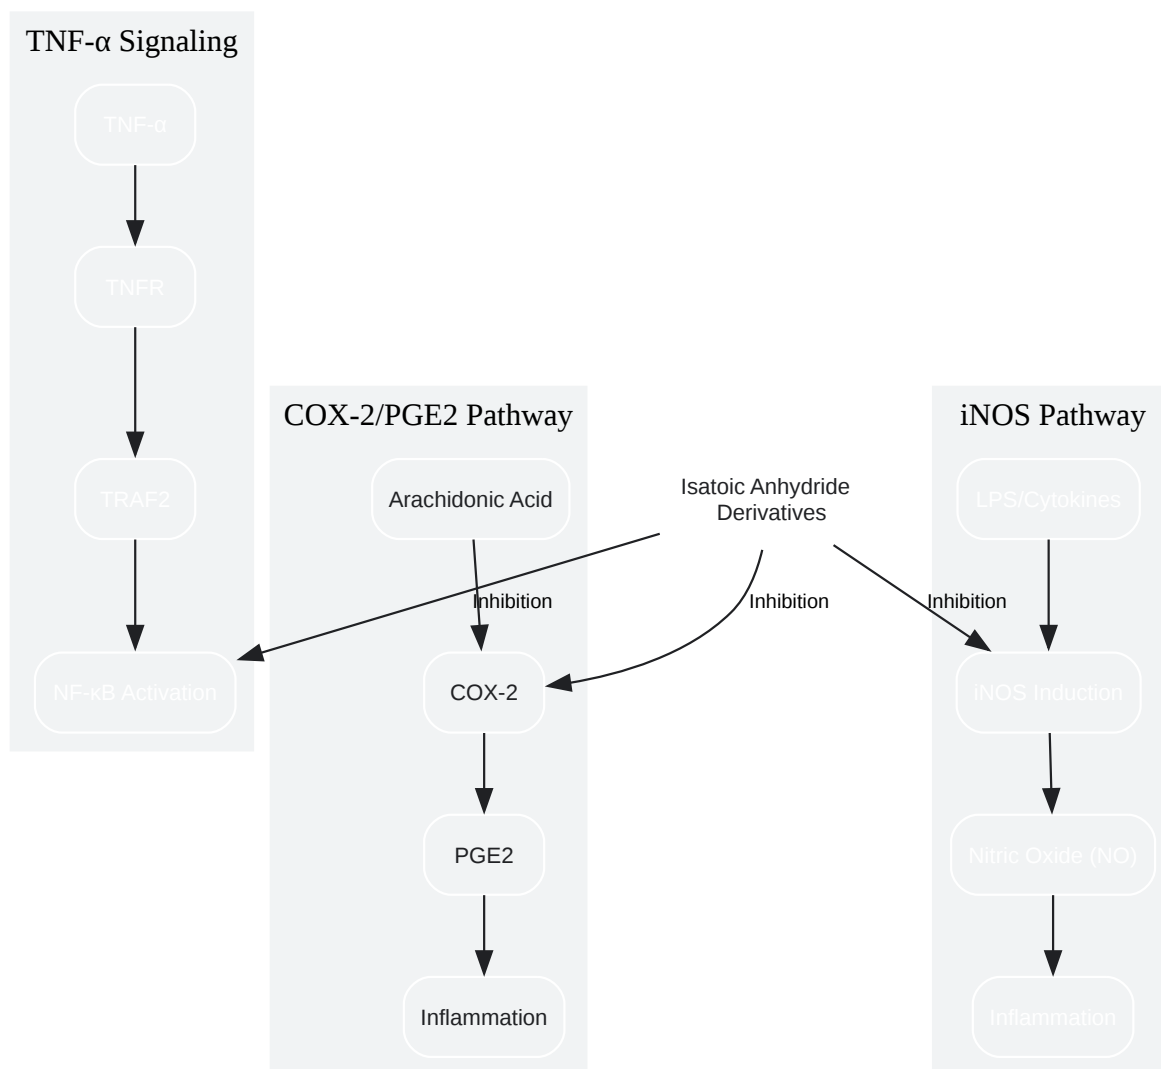 TNF-α Signaling
TNF-α
TNFR
TRAF2
NF-κB Activation
COX-2/PGE2 Pathway
Arachidonic Acid
COX-2
PGE2
Inflammation
Isatoic Anhydride
Derivatives
Inhibition
Inhibition
Inhibition
iNOS Pathway
LPS/Cytokines
iNOS Induction
Nitric Oxide (NO)
Inflammation